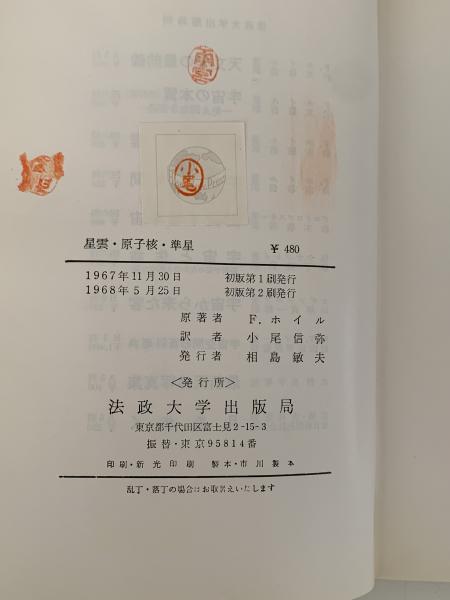 小尾
星雲・原子核・準星 ¥ 480
1967年11月30日 初版第1刷発行
1968年5月25日 初版第2刷発行
原著者 F.ホイル
訳者 小尾信弥
発行者 相島敏夫
<発行所>
法政大学出版局
東京都千代田区富士見2-15-3
振替・東京95814番
印刷・新光印刷 製本・市川製本
乱丁・落丁の場合はお取替えいたします